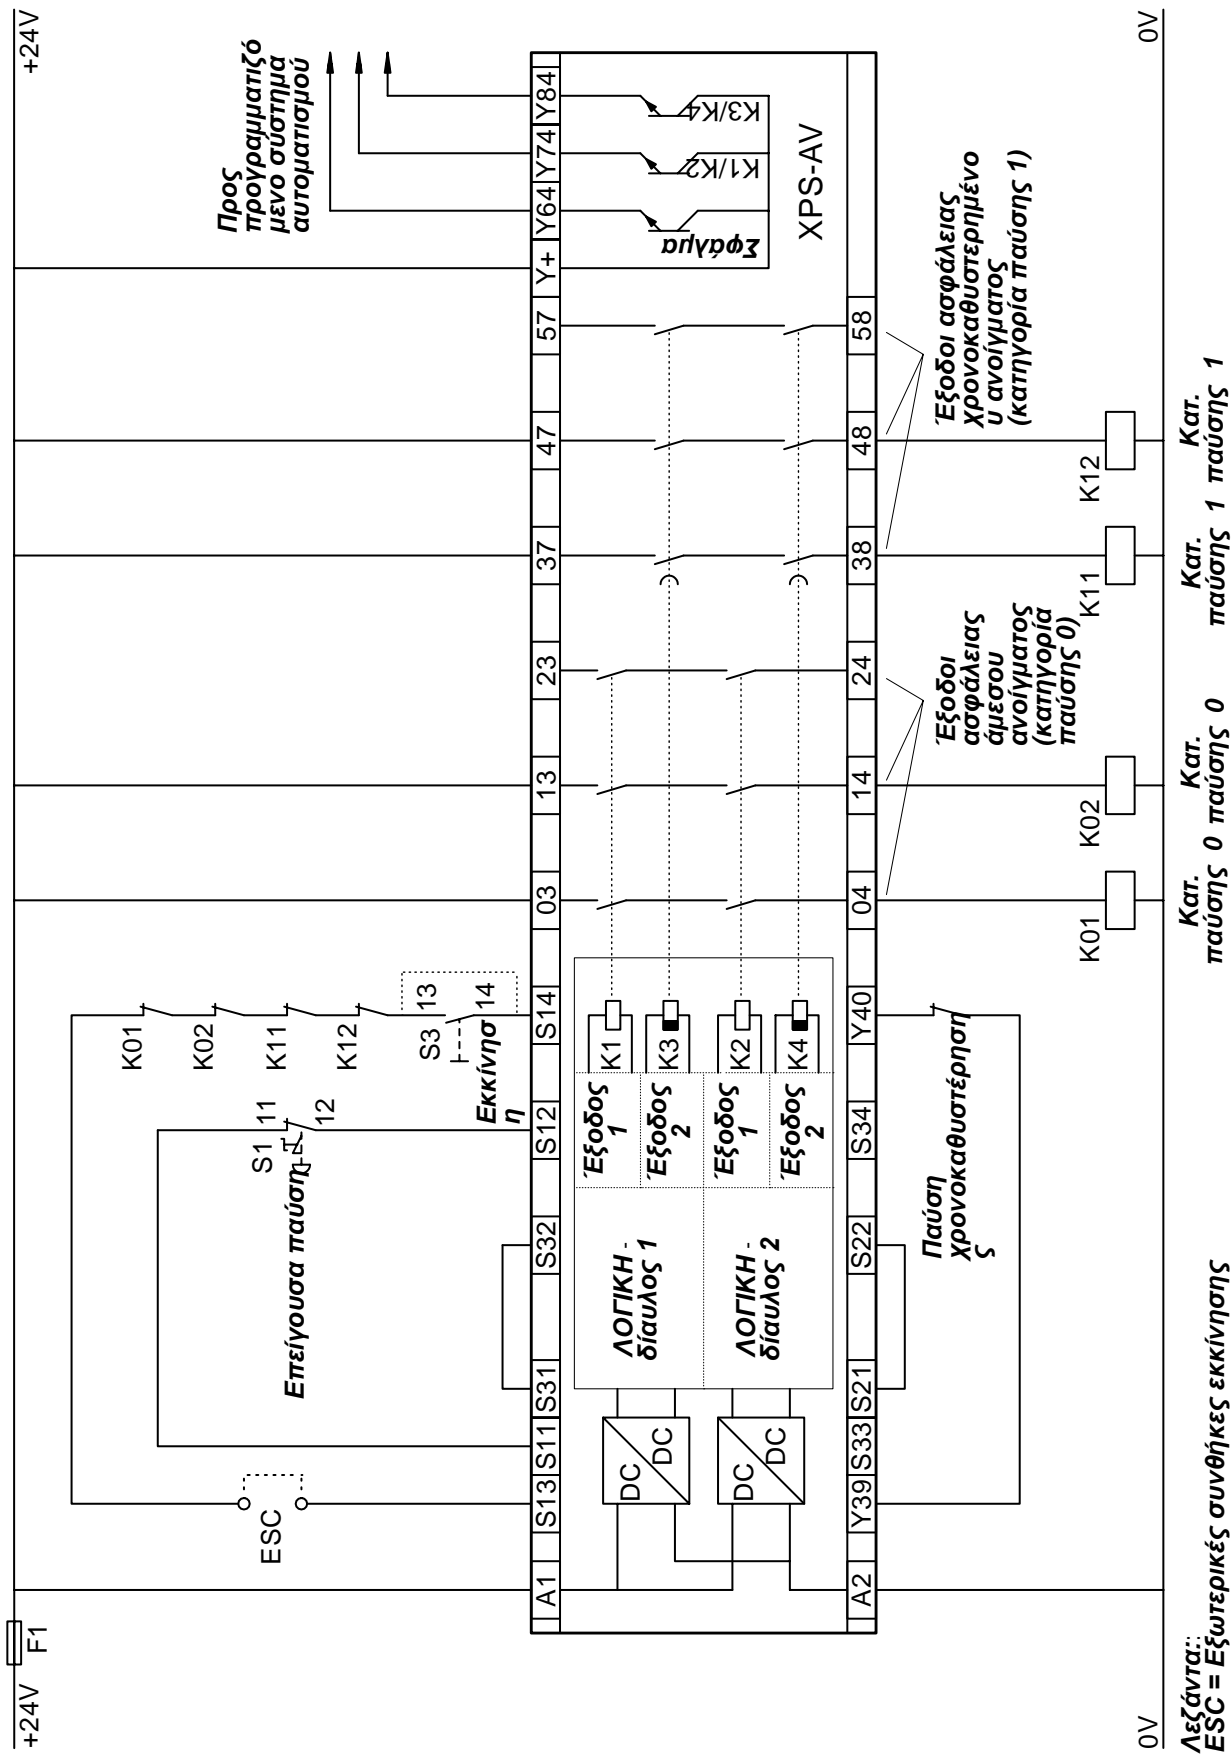 +24V
F1
+24V
Προς
προγραμματιζό
μενο σύστημα
αυτοματισμού
ESC
Επείγουσα παύση
S1
11
12
K01
K02
K11
K12
S3
13
14
Εκκίνησ
η
A1
S13
S11
S31
S32
S12
S14
03
13
23
37
47
57
Y+
Y64
Y74
Y84
DC
DC
DC
DC
ΛΟΓΙΚΗ -
δίαυλος 1
ΛΟΓΙΚΗ -
δίαυλος 2
Έξοδος
1
Έξοδος
2
Έξοδος
1
Έξοδος
2
K1
K3
K2
K4
Σφάλμα
K1/K2
K3/K4
XPS-AV
A2
Y39
S33
S21
S22
S34
Y40
04
14
24
38
48
58
Παύση
χρονοκαθυστέρηση
ς
Έξοδοι
ασφάλειας
άμεσου
ανοίγματος
(κατηγορία
παύσης 0)
Έξοδοι ασφάλειας
χρονοκαθυστερημένο
υ ανοίγματος
(κατηγορία παύσης 1)
K01
K02
K11
K12
0V
0V
Κατ.
παύσης 0
Κατ.
παύσης 0
Κατ.
παύσης 1
Κατ.
παύσης 1
Λεζάντα::
ESC = Εξωτερικές συνθήκες εκκίνησης